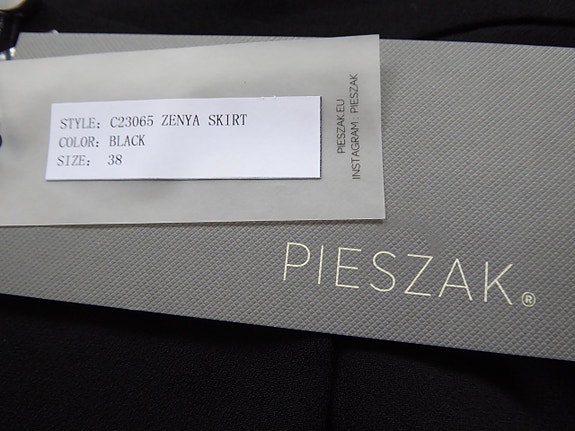 STYLE: C23065 ZENYA SKIRT
COLOR: BLACK
SIZE: 38
PIESZAK.EU
INSTAGRAM: PIESZAK
PIESZAK®